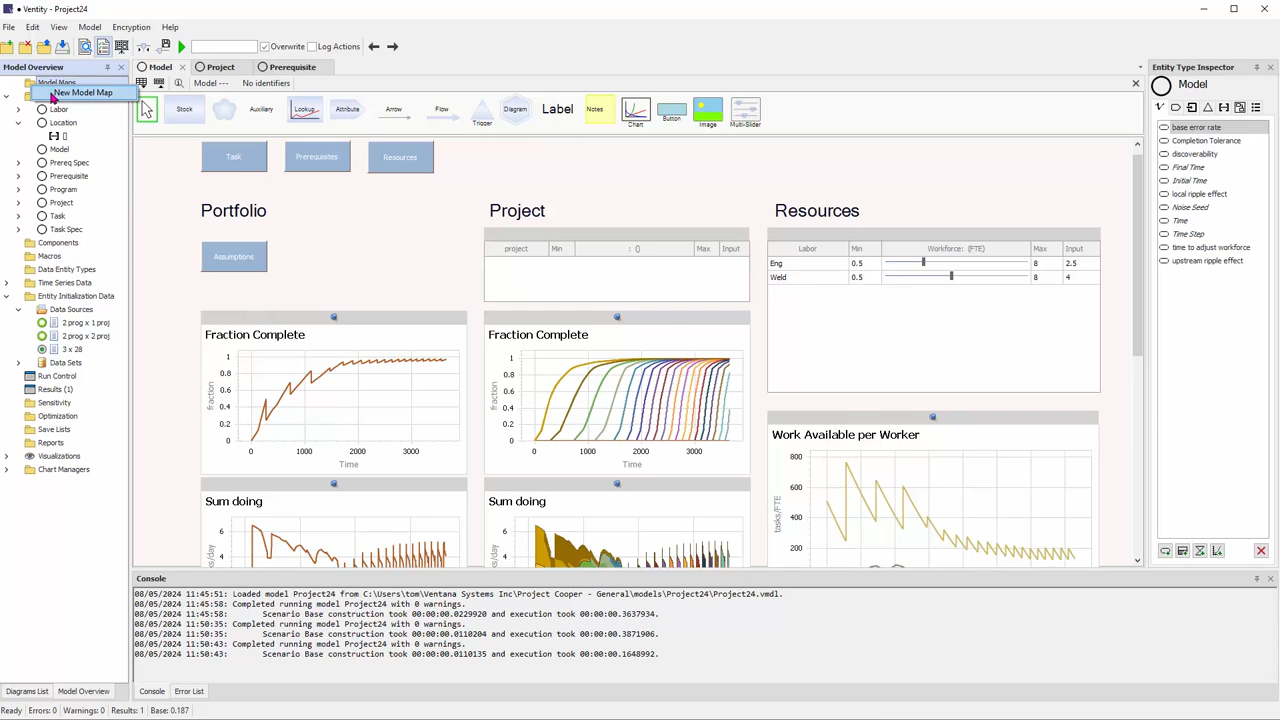 • Ventity - Project24
File Edit View Model Encryption Help
Overwrite Log Actions
Model Overview
Model Maps
New Model Map
Labor
Location
[]
Model
Prereq Spec
Prerequisite
Program
Project
Task
Task Spec
Components
Macros
Data Entity Types
Time Series Data
Entity Initialization Data
Data Sources
2 prog x 1 proj
2 prog x 2 proj
3 x 28
Data Sets
Run Control
Results (1)
Sensitivity
Optimization
Save Lists
Reports
Visualizations
Chart Managers
Diagrams List Model Overview
Model Project Prerequisite
Model --- No identifiers
Stock Auxiliary Lookup Attribute Arrow Flow Trigger Diagram Label Notes Chart Button Image Multi-Slider
Task Prerequisites Resources
Portfolio Project Resources
Assumptions
project Min : () Max Input
Labor Min Workforce: (FTE) Max Input
Eng 0.5 8 2.5
Weld 0.5 8 4
Fraction Complete
fraction
1
0.8
0.6
0.4
0.2
0
0 1000 2000 3000
Time
Fraction Complete
fraction
1
0.8
0.6
0.4
0.2
0
0 1000 2000 3000
Time
Work Available per Worker
tasks/FTE
800
600
400
200
Sum doing
6
4
Sum doing
6
4
Console
08/05/2024 11:45:51: Loaded model Project24 from C:\Users\tom\Ventana Systems Inc\Project Cooper - General\models\Project24\Project24.vmdl.
08/05/2024 11:45:58: Completed running model Project24 with 0 warnings.
08/05/2024 11:45:58: Scenario Base construction took 00:00:00.0229920 and execution took 00:00:00.3637934.
08/05/2024 11:50:35: Completed running model Project24 with 0 warnings.
08/05/2024 11:50:35: Scenario Base construction took 00:00:00.0110204 and execution took 00:00:00.3871906.
08/05/2024 11:50:43: Completed running model Project24 with 0 warnings.
08/05/2024 11:50:43: Scenario Base construction took 00:00:00.0110135 and execution took 00:00:00.1648992.
Console Error List
Entity Type Inspector
Model
base error rate
Completion Tolerance
discoverability
Final Time
Initial Time
local ripple effect
Noise Seed
Time
Time Step
time to adjust workforce
upstream ripple effect
Ready Errors: 0 Warnings: 0 Results: 1 Base: 0.187